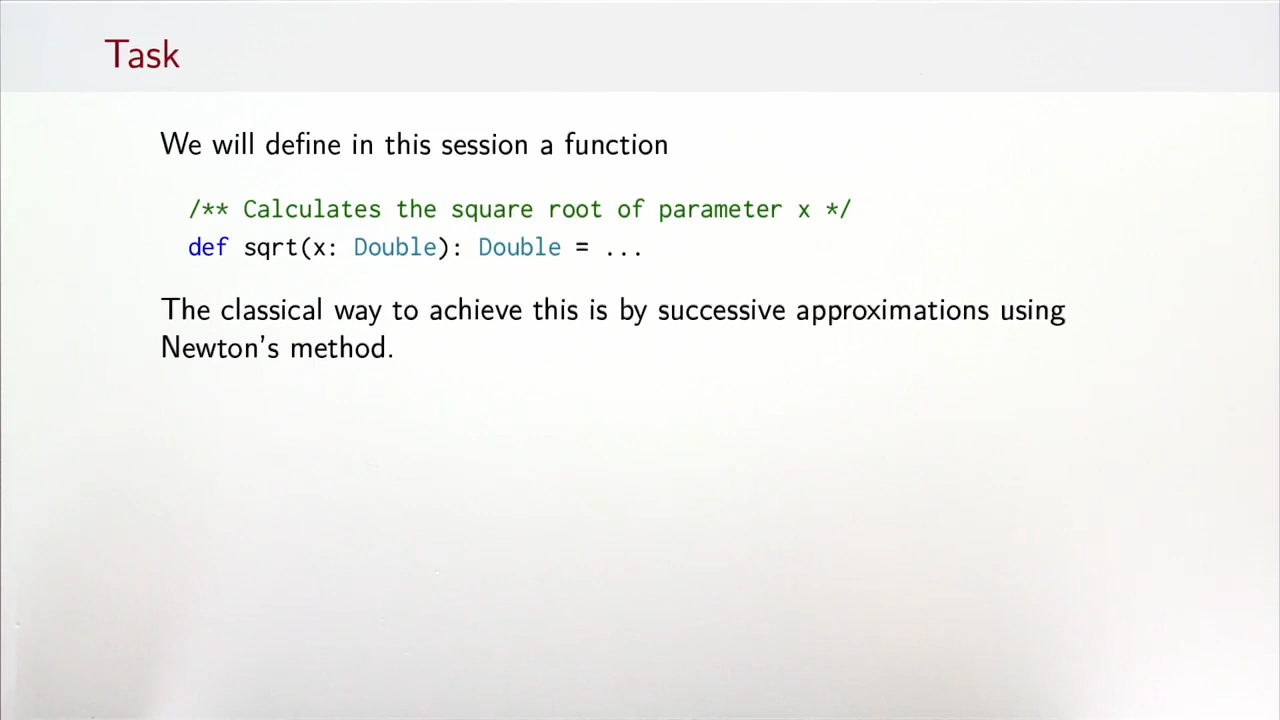 Task
We will define in this session a function
/** Calculates the square root of parameter x */
def sqrt(x: Double): Double = ...
The classical way to achieve this is by successive approximations using
Newton's method.